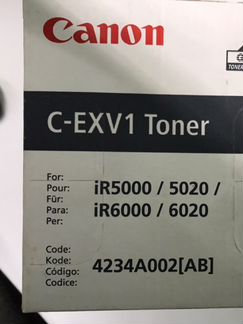 Canon
TONER
C-EXV1 Toner
For:
Pour:
Für:
Para:
Per:
iR5000 / 5020 /
iR6000 / 6020
Code:
Kode:
Código:
Codice:
4234A002[AB]